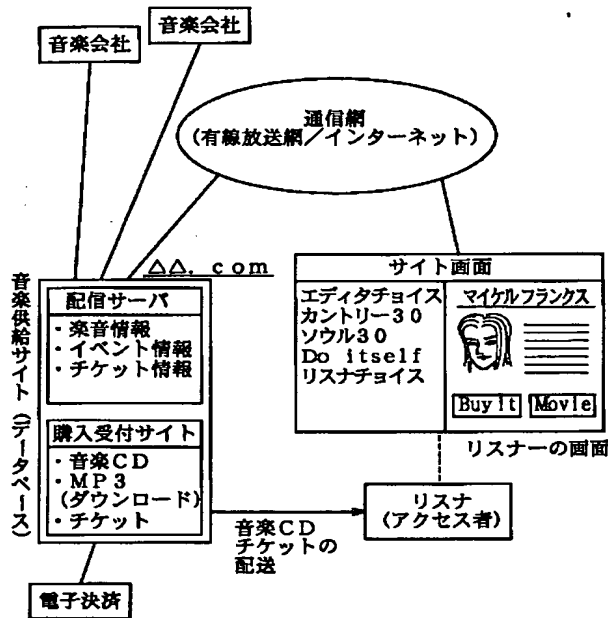 音楽会社
音楽会社
通信網
(有線放送網／インターネット)
△△．com
音楽供給サイト(データベース)
配信サーバ
・楽音情報
・イベント情報
・チケット情報
購入受付サイト
・音楽CD
・MP3
(ダウンロード)
・チケット
電子決済
サイト画面
エディタチョイス
カントリー30
ソウル30
Do itself
リスナチョイス
マイケルフランクス
Buy It
Movie
リスナーの画面
リスナ
(アクセス者)
音楽CD
チケットの
配送